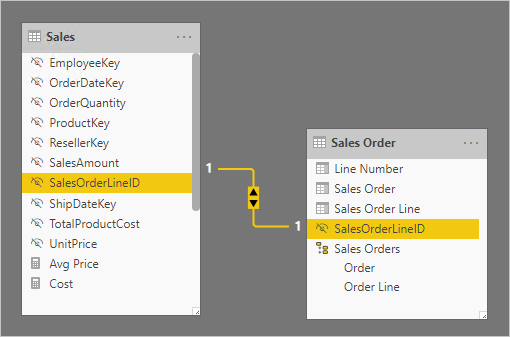 Sales
EmployeeKey
OrderDateKey
OrderQuantity
ProductKey
ResellerKey
SalesAmount
SalesOrderLineID
ShipDateKey
TotalProductCost
UnitPrice
Avg Price
Cost
1
1
Sales Order
Line Number
Sales Order
Sales Order Line
SalesOrderLineID
Sales Orders
Order
Order Line